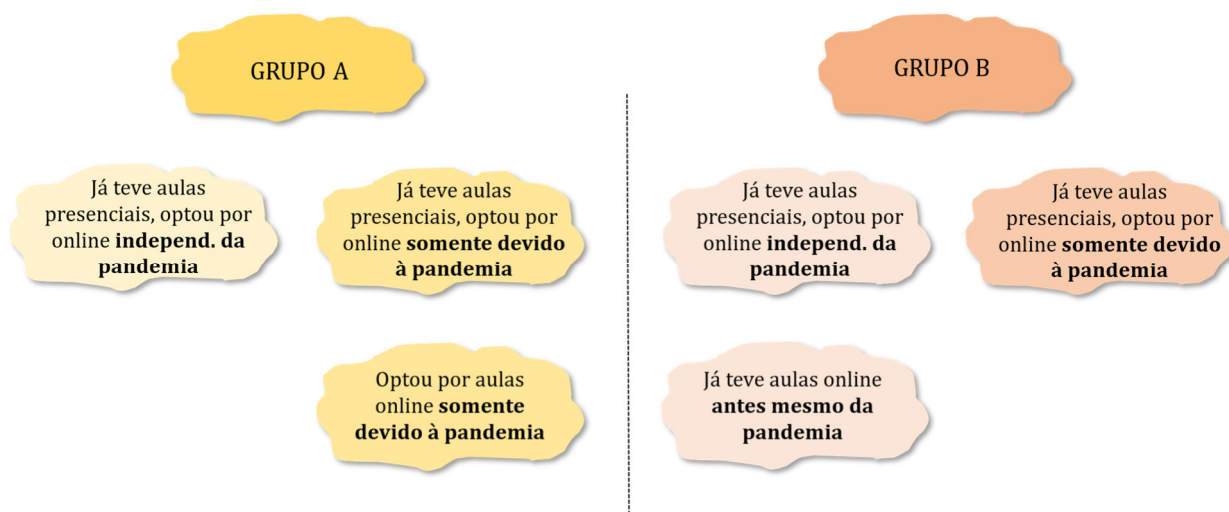 GRUPO A
Já teve aulas
presenciais, optou por
online independ. da
pandemia
Já teve aulas
presenciais, optou por
online somente devido
à pandemia
Optou por aulas
online somente
devido à pandemia
GRUPO B
Já teve aulas
presenciais, optou por
online independ. da
pandemia
Já teve aulas
presenciais, optou por
online somente devido
à pandemia
Já teve aulas online
antes mesmo da
pandemia